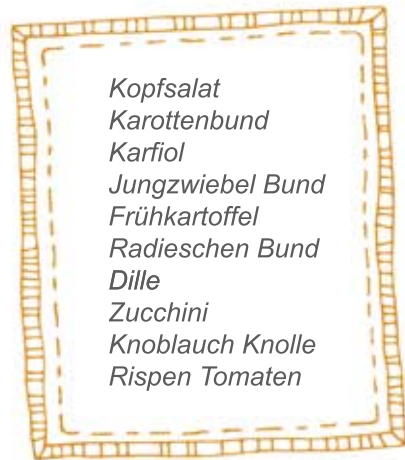 Kopfsalat
Karottenbund
Karfiol
Jungzwiebel Bund
Frühkartoffel
Radieschen Bund
Dille
Zucchini
Knoblauch Knolle
Rispen Tomaten